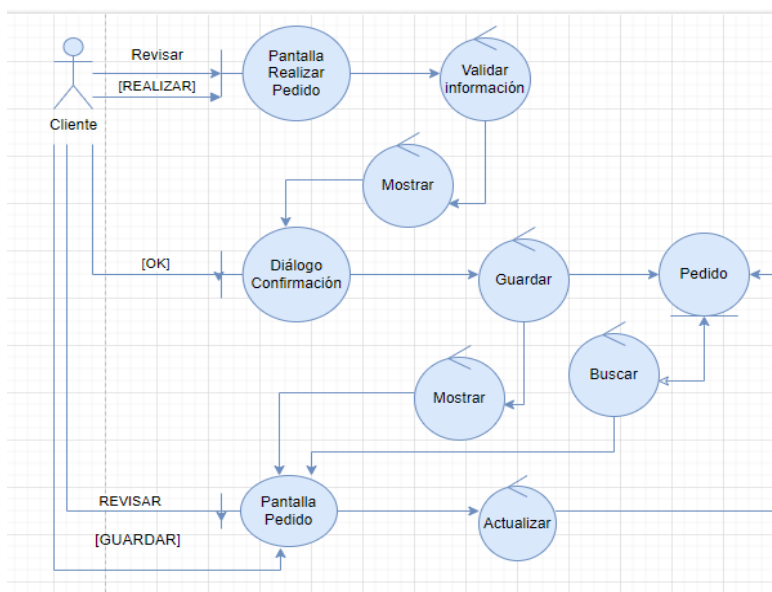 Revisar
[REALIZAR]
Cliente
Pantalla
Realizar
Pedido
Validar
información
Mostrar
[OK]
Diálogo
Confirmación
Guardar
Pedido
Buscar
Mostrar
REVISAR
[GUARDAR]
Pantalla
Pedido
Actualizar